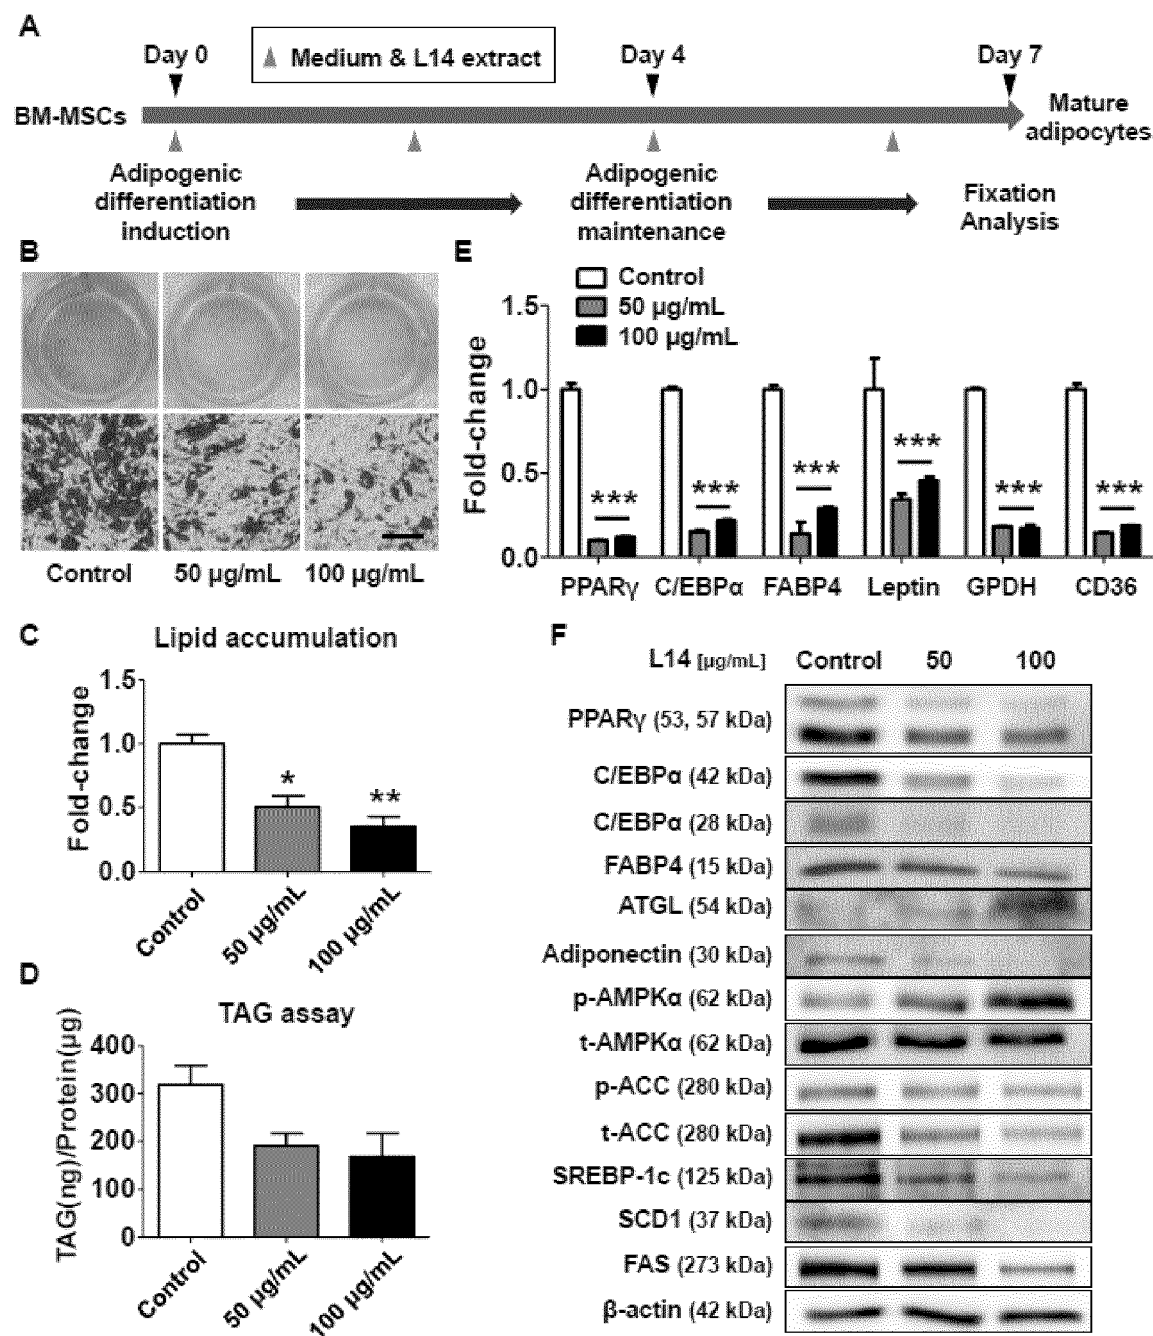 A
Day 0
Medium & L14 extract
Day 4
Day 7
BM-MSCs
Mature
adipocytes
Adipogenic
differentiation
induction
Adipogenic
differentiation
maintenance
Fixation
Analysis
B
Control
50 µg/mL
100 µg/mL
E
Control
50 µg/mL
100 µg/mL
Fold-change
1.5
1.0
0.5
0.0
***
***
***
***
***
***
PPARγ
C/EBPα
FABP4
Leptin
GPDH
CD36
C
Lipid accumulation
Fold-change
1.5
1.0
0.5
0.0
*
**
Control
50 µg/mL
100 µg/mL
D
TAG assay
TAG(ng)/Protein(µg)
400
300
200
100
0
Control
50 µg/mL
100 µg/mL
F
L14 [µg/mL] Control 50 100
PPARγ (53, 57 kDa)
C/EBPα (42 kDa)
C/EBPα (28 kDa)
FABP4 (15 kDa)
ATGL (54 kDa)
Adiponectin (30 kDa)
p-AMPKα (62 kDa)
t-AMPKα (62 kDa)
p-ACC (280 kDa)
t-ACC (280 kDa)
SREBP-1c (125 kDa)
SCD1 (37 kDa)
FAS (273 kDa)
β-actin (42 kDa)